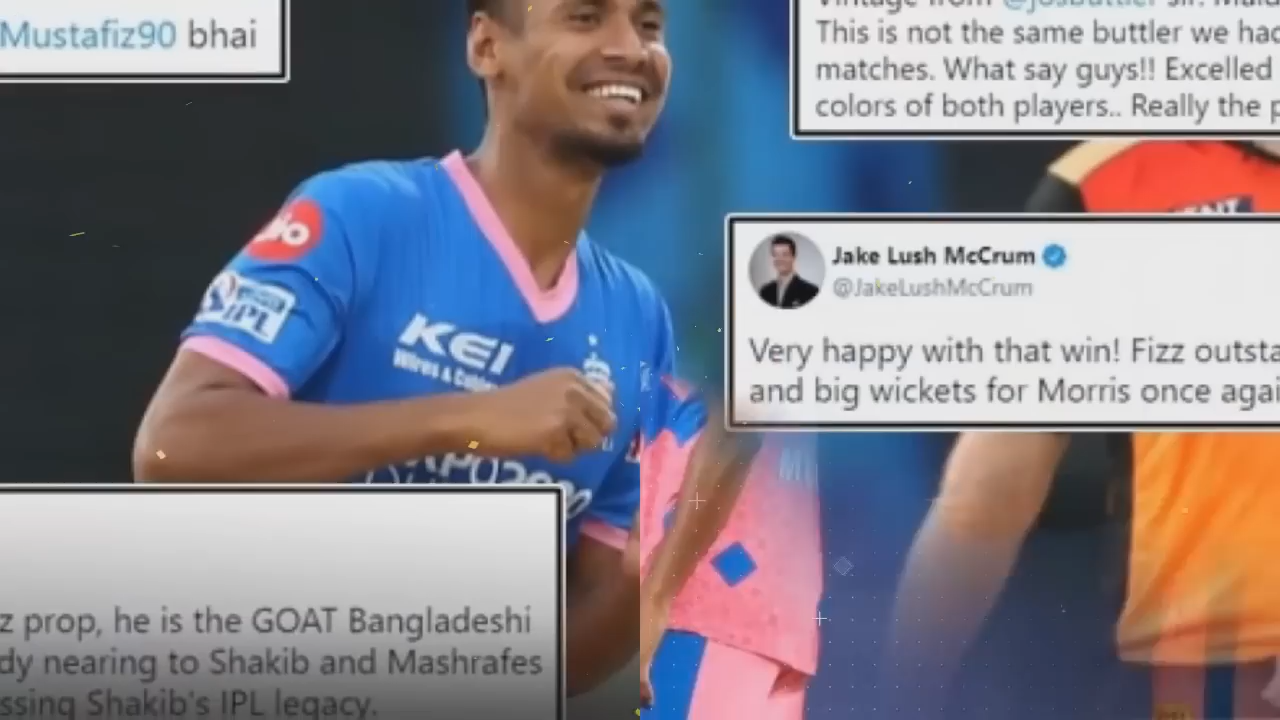 Mustafiz90 bhai
This is not the same buttler we had
matches. What say guys!! Excelled
colors of both players.. Really the p
Jio
IPL
KEI
Wires &
Jake Lush McCrum
@JakeLushMcCrum
Very happy with that win! Fizz outsta
and big wickets for Morris once agai
EXPO2020
z prop, he is the GOAT Bangladeshi
dy nearing to Shakib and Mashrafes
ssing Shakib's IPL legacy.